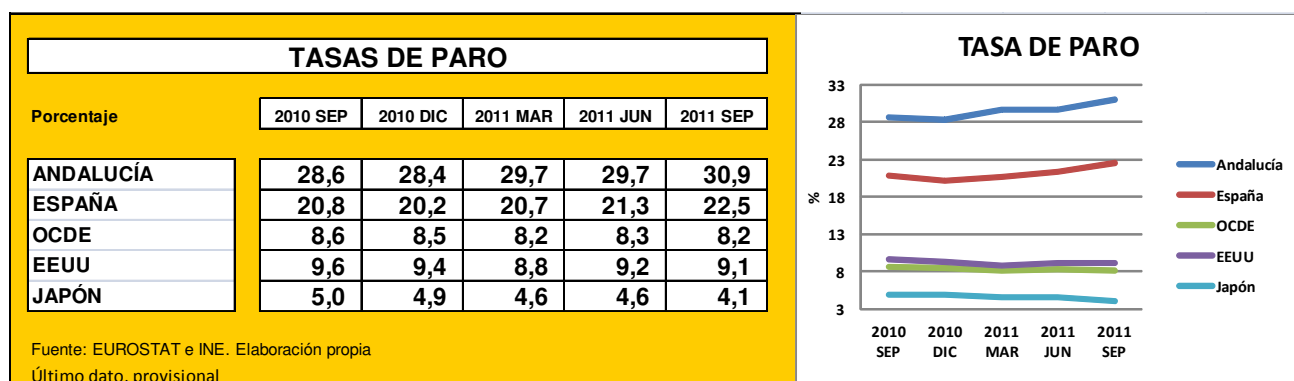 TASAS DE PARO
Porcentaje 2010 SEP 2010 DIC 2011 MAR 2011 JUN 2011 SEP
ANDALUCÍA 28,6 28,4 29,7 29,7 30,9
ESPAÑA 20,8 20,2 20,7 21,3 22,5
OCDE 8,6 8,5 8,2 8,3 8,2
EEUU 9,6 9,4 8,8 9,2 9,1
JAPÓN 5,0 4,9 4,6 4,6 4,1
Fuente: EUROSTAT e INE. Elaboración propia
Último dato, provisional
TASA DE PARO
33
28
23
18
13
8
3
%
2010 2010 2011 2011 2011
SEP DIC MAR JUN SEP
Andalucía
España
OCDE
EEUU
Japón